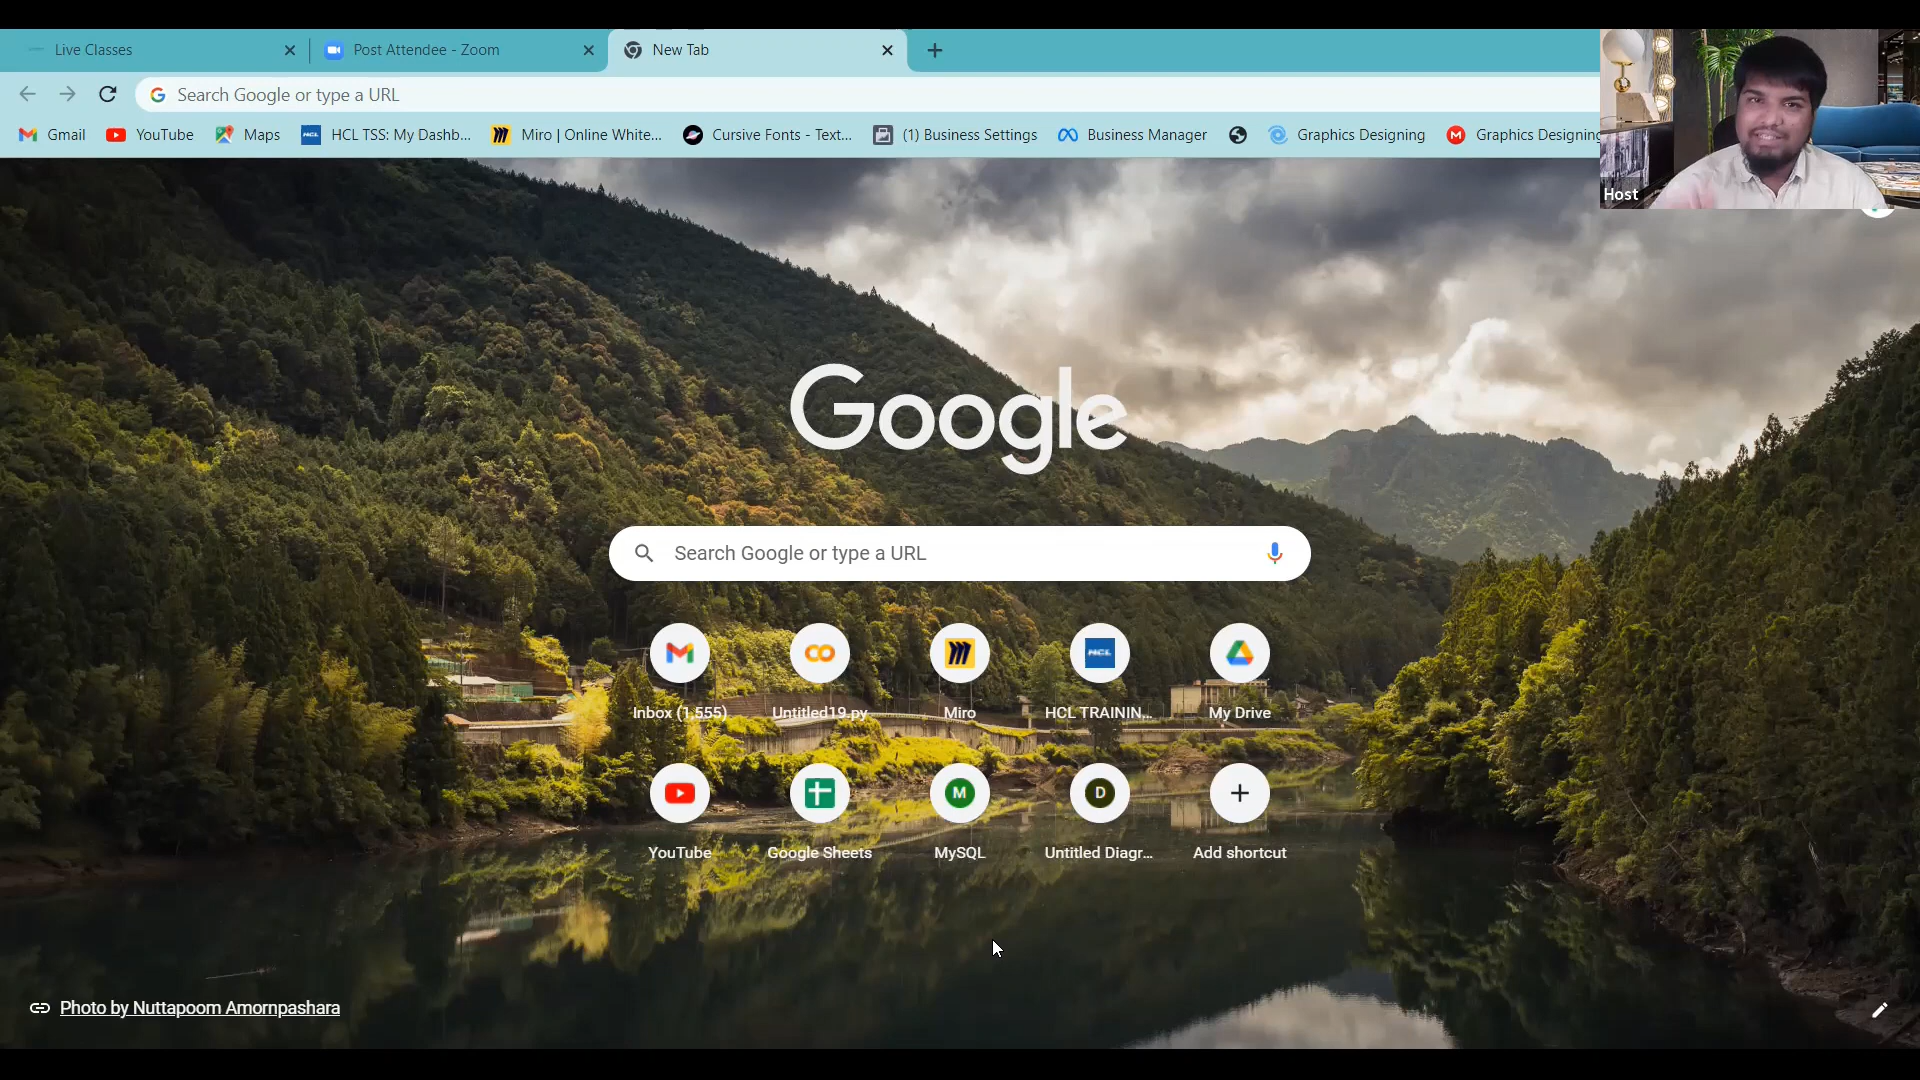 Live Classes
Post Attendee - Zoom
New Tab
Search Google or type a URL
Gmail
YouTube
Maps
HCL
HCL TSS: My Dashb...
Miro | Online White...
Cursive Fonts - Text...
(1) Business Settings
Business Manager
Graphics Designing
M
Graphics Designing
Host
Google
Search Google or type a URL
HCL
Inbox (1,555)
Untitled19.py
Miro
HCL TRAININ...
My Drive
M
D
YouTube
Google Sheets
MySQL
Untitled Diagr...
Add shortcut
Photo by Nuttapoom Amornpashara